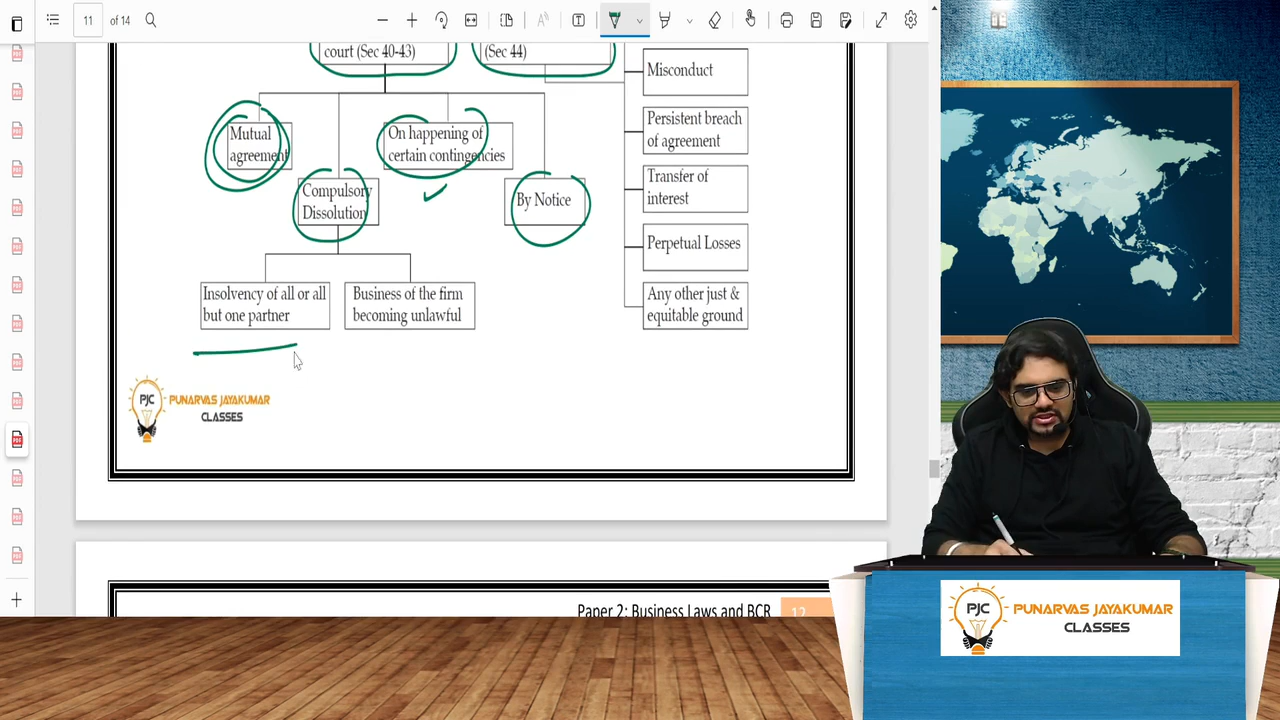 11 of 14
court (Sec 40-43)
(Sec 44)
Misconduct
Mutual
agreement
On happening of
certain contingencies
Persistent breach
of agreement
Compulsory
Dissolution
By Notice
Transfer of
interest
Perpetual Losses
Insolvency of all or all
but one partner
Business of the firm
becoming unlawful
Any other just &
equitable ground
PJC
PUNARVAS JAYAKUMAR
CLASSES
Paper 2: Business Laws and BCR 12
PJC
PUNARVAS JAYAKUMAR
CLASSES